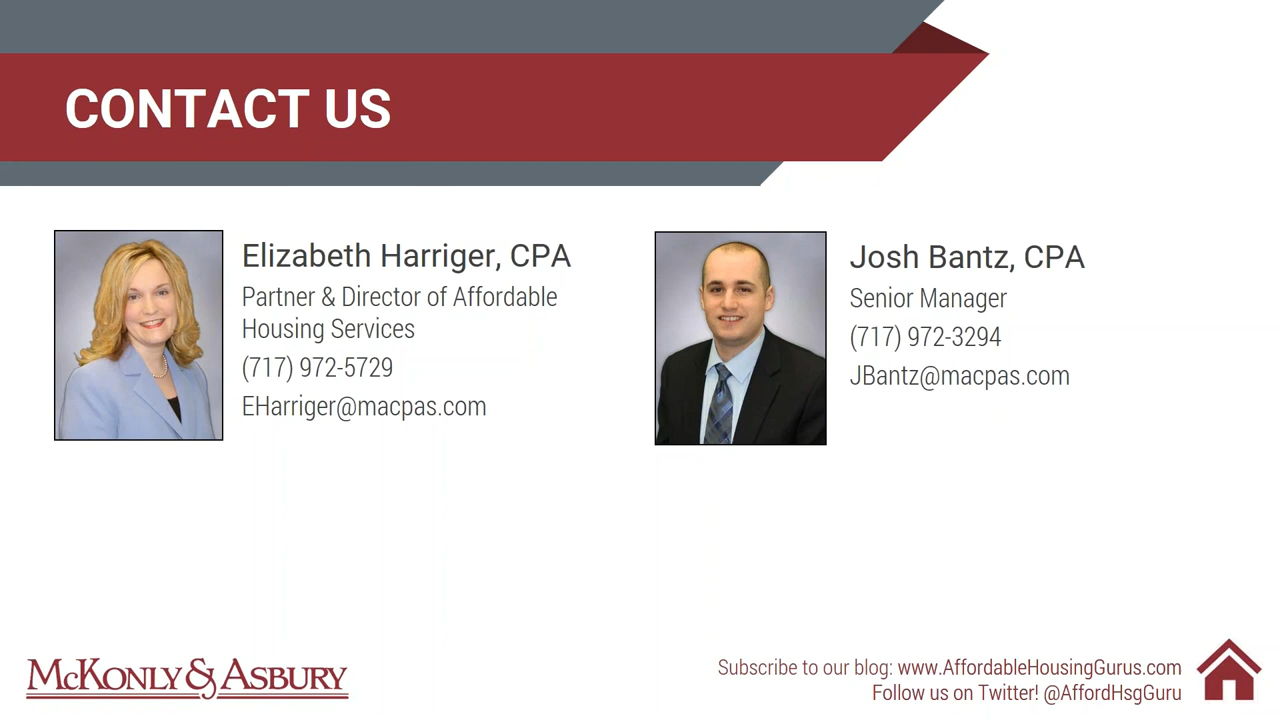 CONTACT US
Elizabeth Harriger, CPA
Partner & Director of Affordable
Housing Services
(717) 972-5729
EHarriger@macpas.com
Josh Bantz, CPA
Senior Manager
(717) 972-3294
JBantz@macpas.com
McKonly & Asbury
Subscribe to our blog: www.AffordableHousingGurus.com
Follow us on Twitter! @AffordHsgGuru